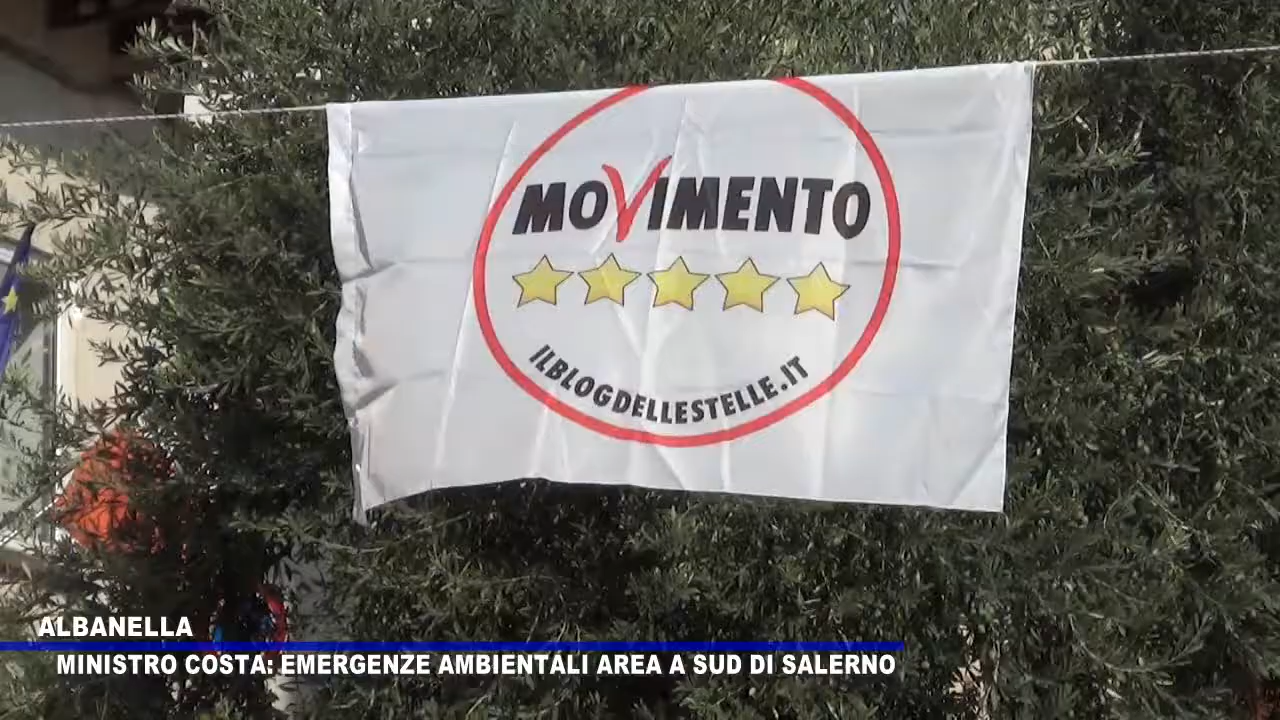 MOVIMENTO
ILBLOGDELLESTELLE.IT
ALBANELLA
MINISTRO COSTA: EMERGENZE AMBIENTALI AREA A SUD DI SALERNO